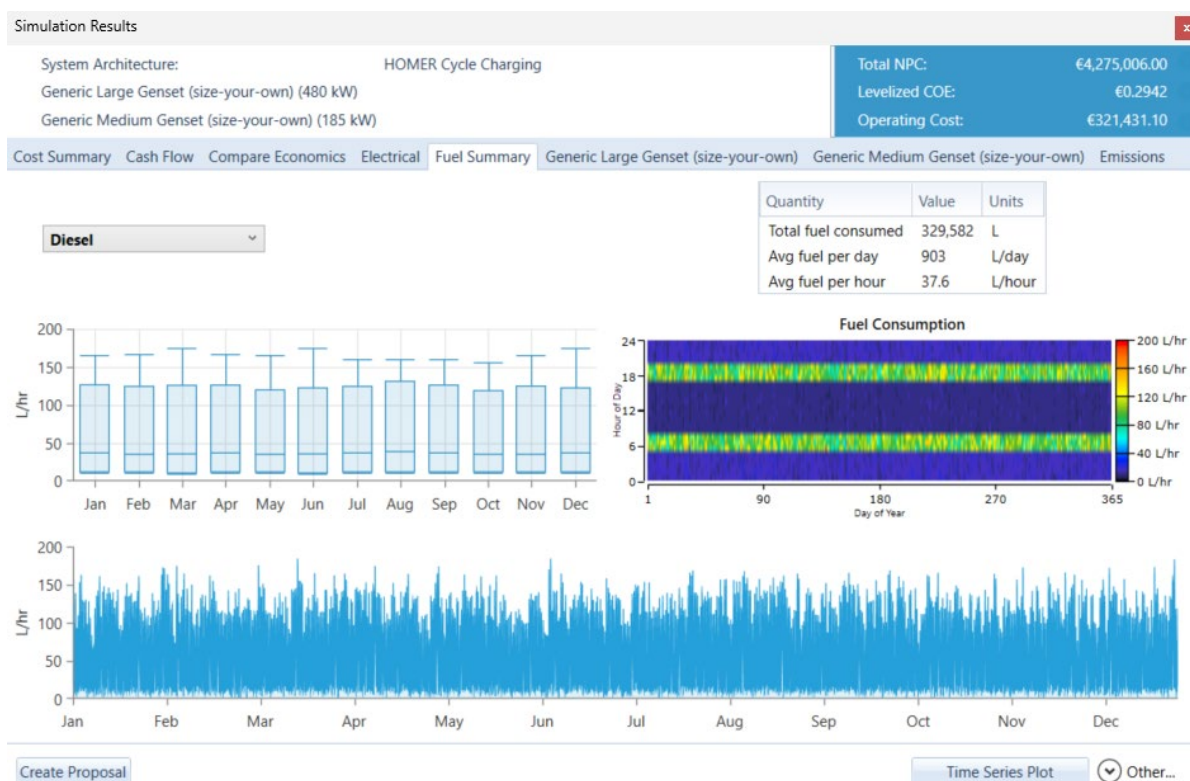 Simulation Results
x
System Architecture: HOMER Cycle Charging
Generic Large Genset (size-your-own) (480 kW)
Generic Medium Genset (size-your-own) (185 kW)
Total NPC: €4,275,006.00
Levelized COE: €0.2942
Operating Cost: €321,431.10
Cost Summary Cash Flow Compare Economics Electrical Fuel Summary Generic Large Genset (size-your-own) Generic Medium Genset (size-your-own) Emissions
Quantity Value Units
Total fuel consumed 329,582 L
Avg fuel per day 903 L/day
Avg fuel per hour 37.6 L/hour
Diesel
200
150
100
50
0
L/hr
Jan Feb Mar Apr May Jun Jul Aug Sep Oct Nov Dec
Fuel Consumption
24
18
12
6
0
Hour of Day
1 90 180 270 365
Day of Year
200 L/hr
160 L/hr
120 L/hr
80 L/hr
40 L/hr
0 L/hr
200
150
100
50
0
L/hr
Jan Feb Mar Apr May Jun Jul Aug Sep Oct Nov Dec
Create Proposal
Time Series Plot
Other...